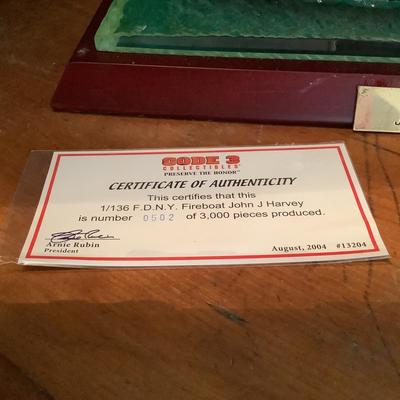 CODE 3
COLLECTIBLES
PRESERVE THE HONOR™
CERTIFICATE OF AUTHENTICITY
This certifies that this
1/136 F.D.N.Y. Fireboat John J Harvey
is number 0502 of 3,000 pieces produced.
Arnie Rubin
President
August, 2004 #13204